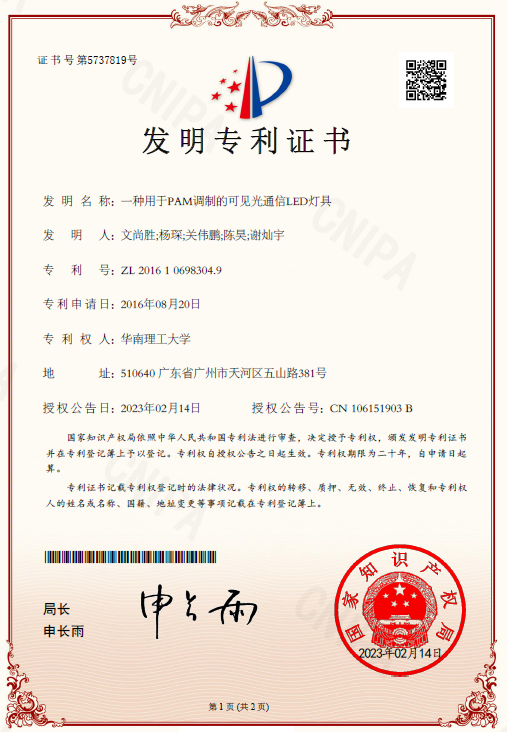 证书号第5737819号
发明专利证书
发明名称：一种用于PAM调制的可见光通信LED灯具
发明人：文尚胜;杨琛;关伟鹏;陈昊;谢灿宇
专利号：ZL 2016 1 0698304.9
专利申请日：2016年08月20日
专利权人：华南理工大学
地址：510640 广东省广州市天河区五山路381号
授权公告日：2023年02月14日 授权公告号：CN 106151903 B
国家知识产权局依照中华人民共和国专利法进行审查，决定授予专利权，颁发发明专利证书
并在专利登记簿上予以登记。专利权自授权公告之日起生效。专利权期限为二十年，自申请日起
算。
专利证书记载专利权登记时的法律状况。专利权的转移、质押、无效、终止、恢复和专利权
人的姓名或名称、国籍、地址变更等事项记载在专利登记簿上。
局长
申长雨
申长雨
国家知识产权局
2023年02月14日
第1页(共2页)
CNIPA
CNIPA
CNIPA
CNIPA